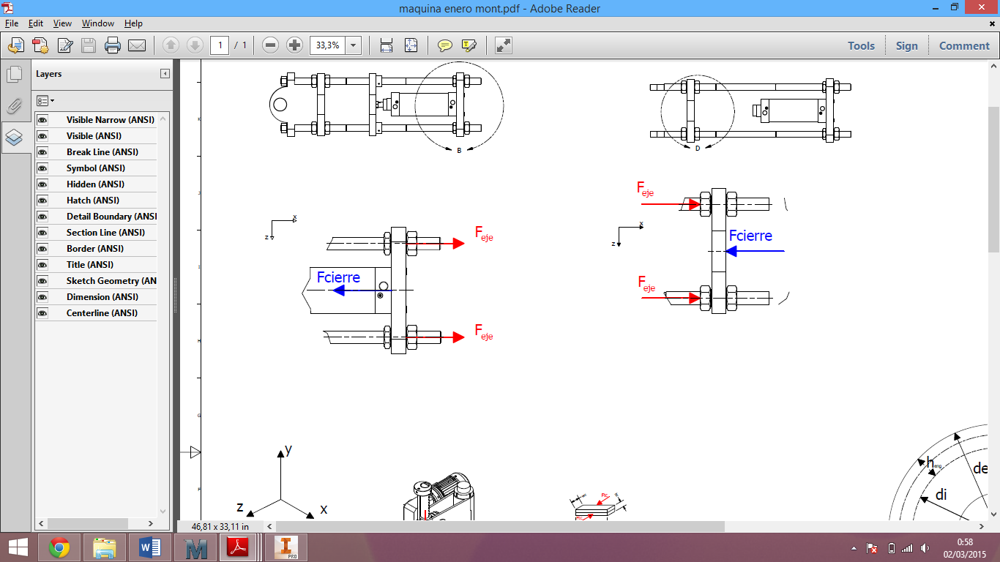 maquina enero mont.pdf - Adobe Reader
File Edit View Window Help
1 / 1 33,3% Tools Sign Comment
Layers
Visible Narrow (ANSI)
Visible (ANSI)
Break Line (ANSI)
Symbol (ANSI)
Hidden (ANSI)
Hatch (ANSI)
Detail Boundary (ANSI
Section Line (ANSI)
Border (ANSI)
Title (ANSI)
Sketch Geometry (AN
Dimension (ANSI)
Centerline (ANSI)
K
J
I
H
G
F
B
D
x
z
Feje
Fcierre
Feje
x
z
Feje
Fcierre
Feje
y
z
x
heng
de
di
46,81 x 33,11 in
PRO
0:58
02/03/2015